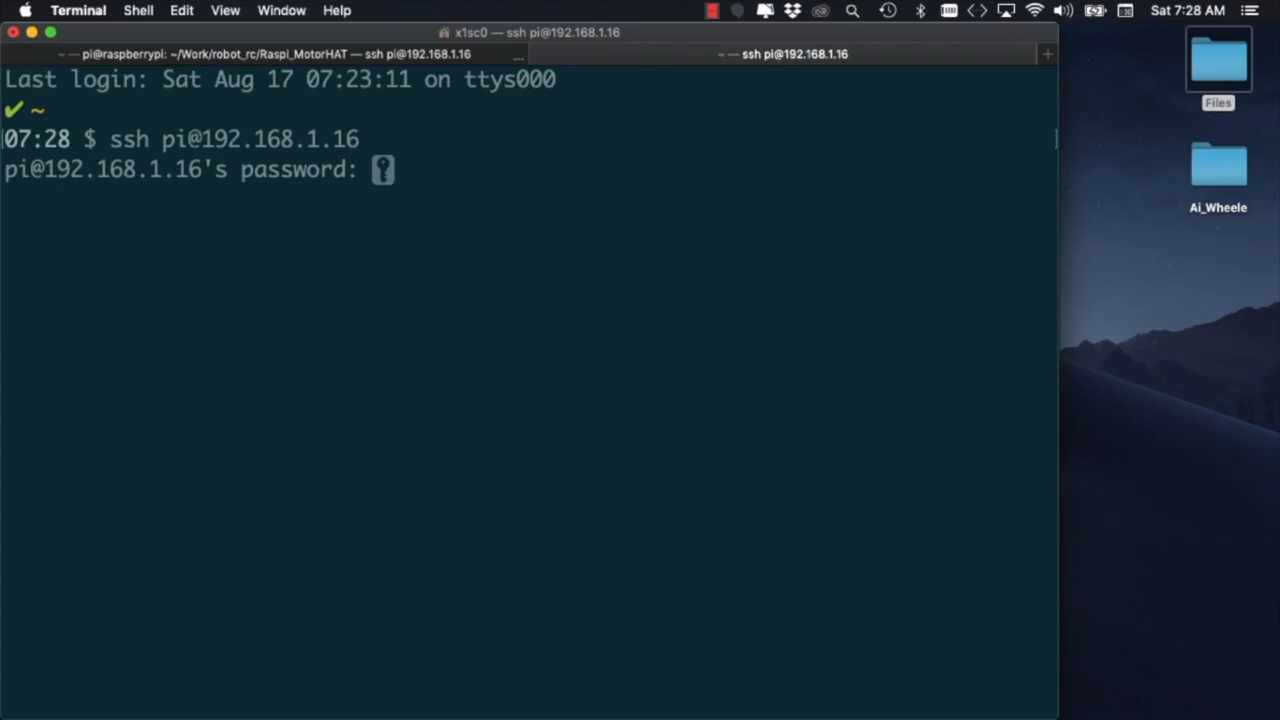 Terminal Shell Edit View Window Help Sat 7:28 AM
x1sc0 — ssh pi@192.168.1.16
~ — pi@raspberrypi: ~/Work/robot_rc/Raspi_MotorHAT — ssh pi@192.168.1.16 ... ~ — ssh pi@192.168.1.16 +
Last login: Sat Aug 17 07:23:11 on ttys000
✔ ~
[07:28 $ ssh pi@192.168.1.16 ]
pi@192.168.1.16's password:
Files
Ai_Wheele